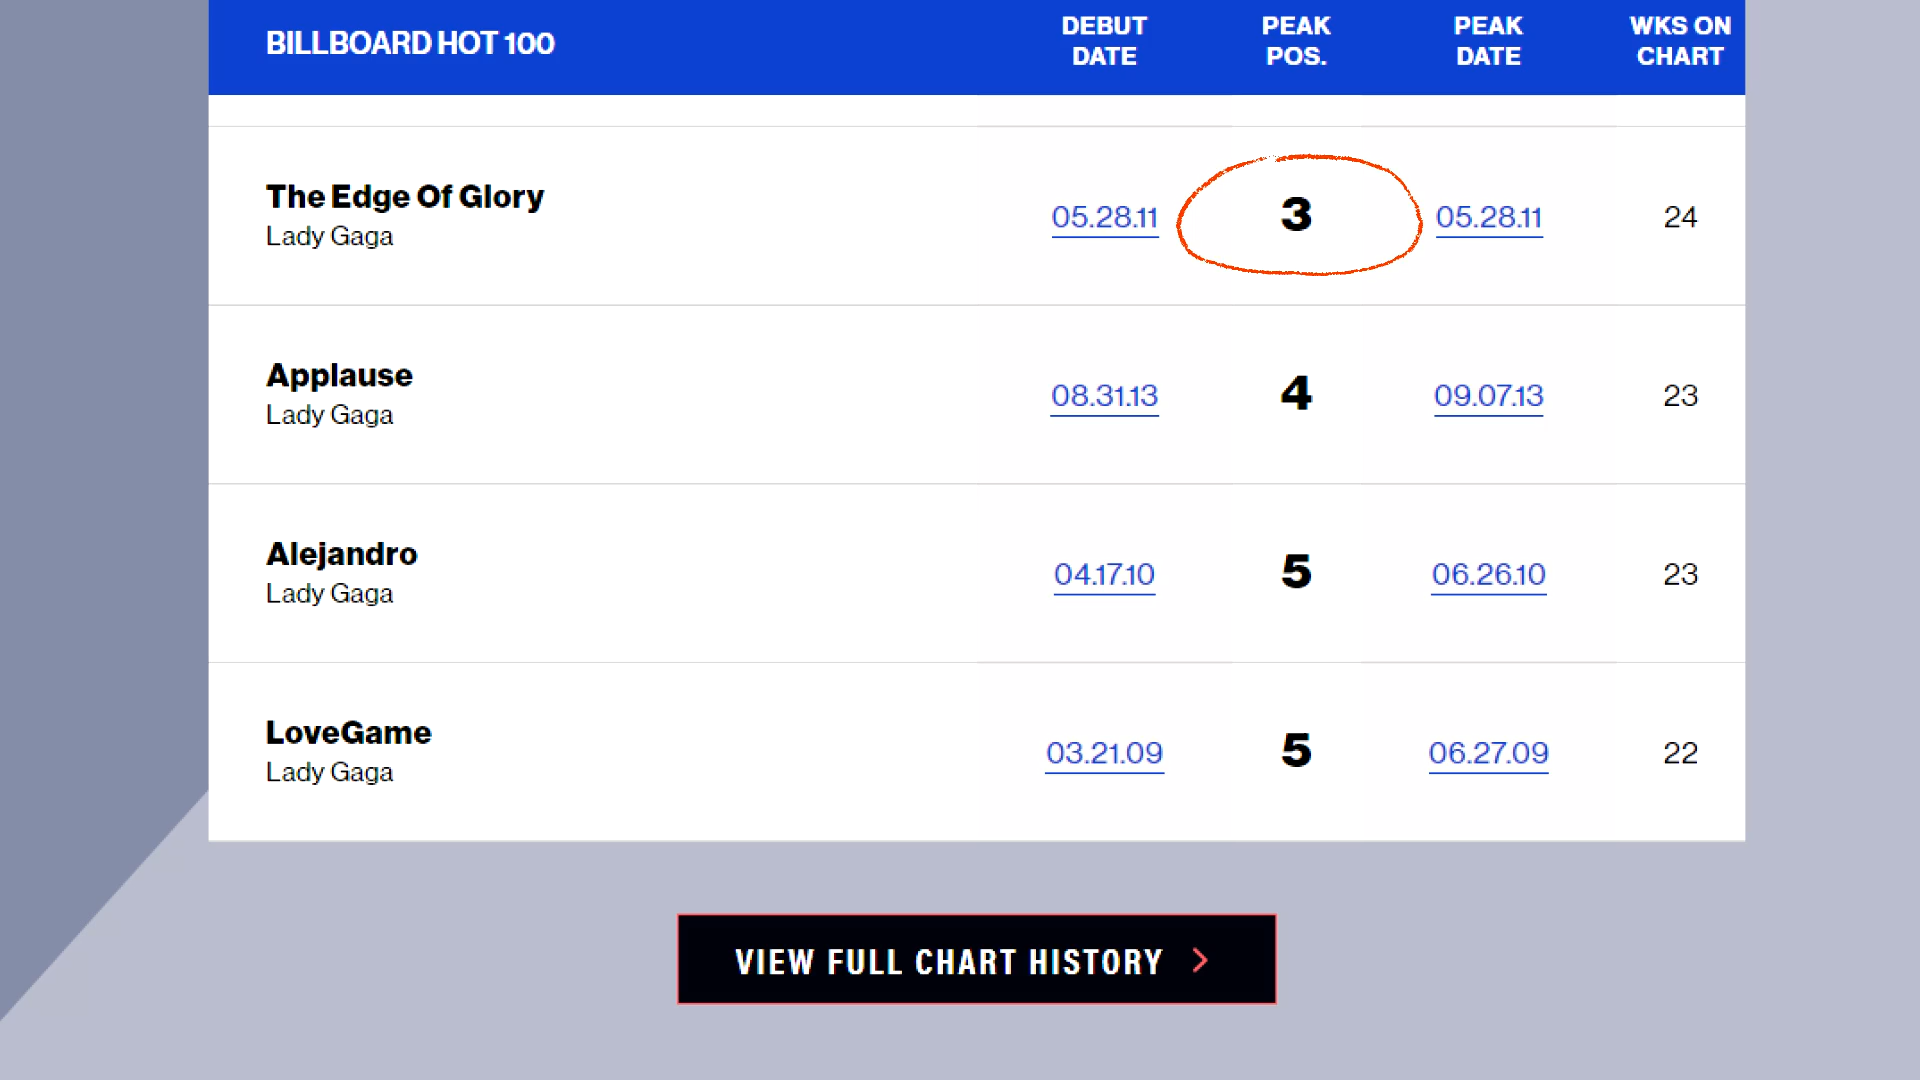 BILLBOARD HOT 100
DEBUT DATE
PEAK POS.
PEAK DATE
WKS ON CHART
The Edge Of Glory
Lady Gaga
05.28.11
3
05.28.11
24
Applause
Lady Gaga
08.31.13
4
09.07.13
23
Alejandro
Lady Gaga
04.17.10
5
06.26.10
23
LoveGame
Lady Gaga
03.21.09
5
06.27.09
22
VIEW FULL CHART HISTORY